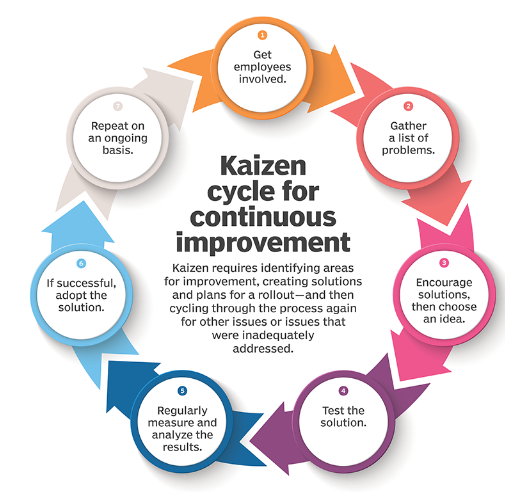 Kaizen
cycle for
continuous
improvement
Kaizen requires identifying areas
for improvement, creating solutions
and plans for a rollout—and then
cycling through the process again
for other issues or issues that
were inadequately
addressed.
1
Get
employees
involved.
2
Gather
a list of
problems.
3
Encourage
solutions,
then choose
an idea.
4
Test the
solution.
5
Regularly
measure and
analyze the
results.
6
If successful,
adopt the
solution.
7
Repeat on
an ongoing
basis.